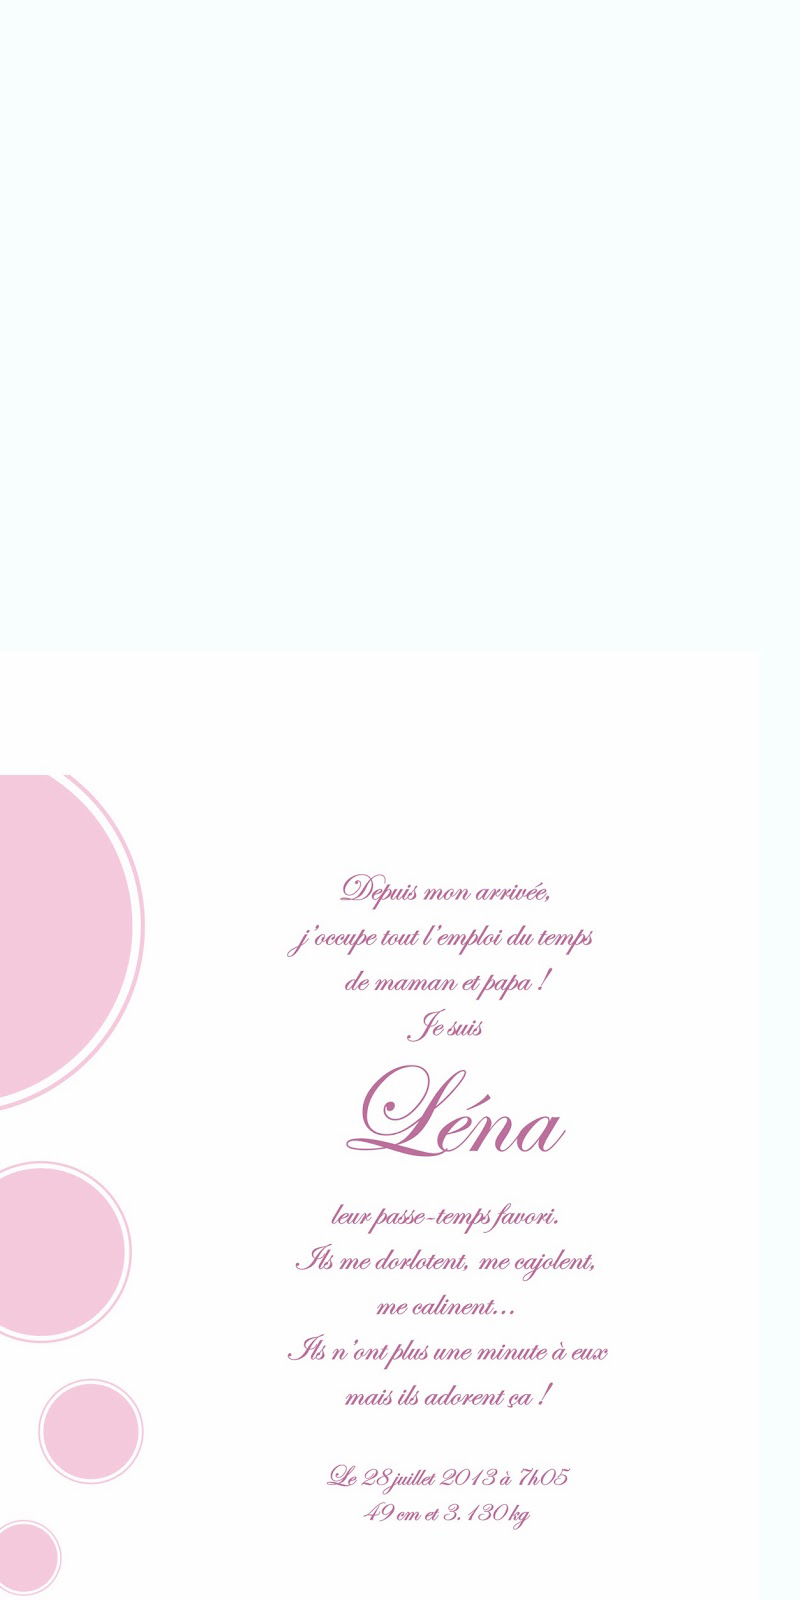 Depuis mon arrivée,
j'occupe tout l'emploi du temps
de maman et papa !
Je suis
Léna
leur passe-temps favori.
Ils me dorlotent, me cajolent,
me calinent...
Ils n'ont plus une minute à eux
mais ils adorent ça !
Le 28 juillet 2013 à 7h05
49 cm et 3.130 kg